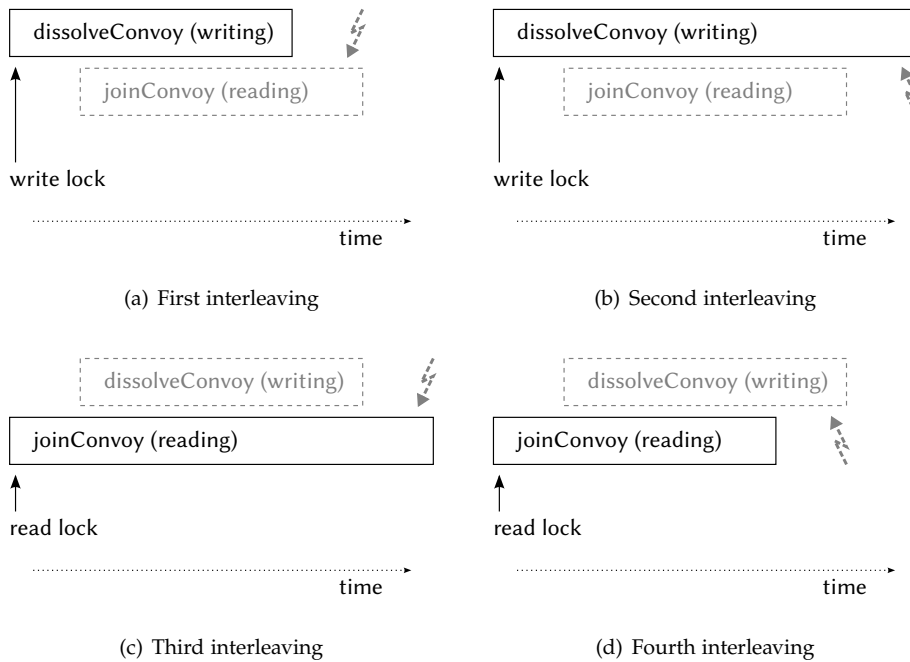 dissolveConvoy (writing)
joinConvoy (reading)
write lock
time
(a) First interleaving
dissolveConvoy (writing)
joinConvoy (reading)
write lock
time
(b) Second interleaving
dissolveConvoy (writing)
joinConvoy (reading)
read lock
time
(c) Third interleaving
dissolveConvoy (writing)
joinConvoy (reading)
read lock
time
(d) Fourth interleaving